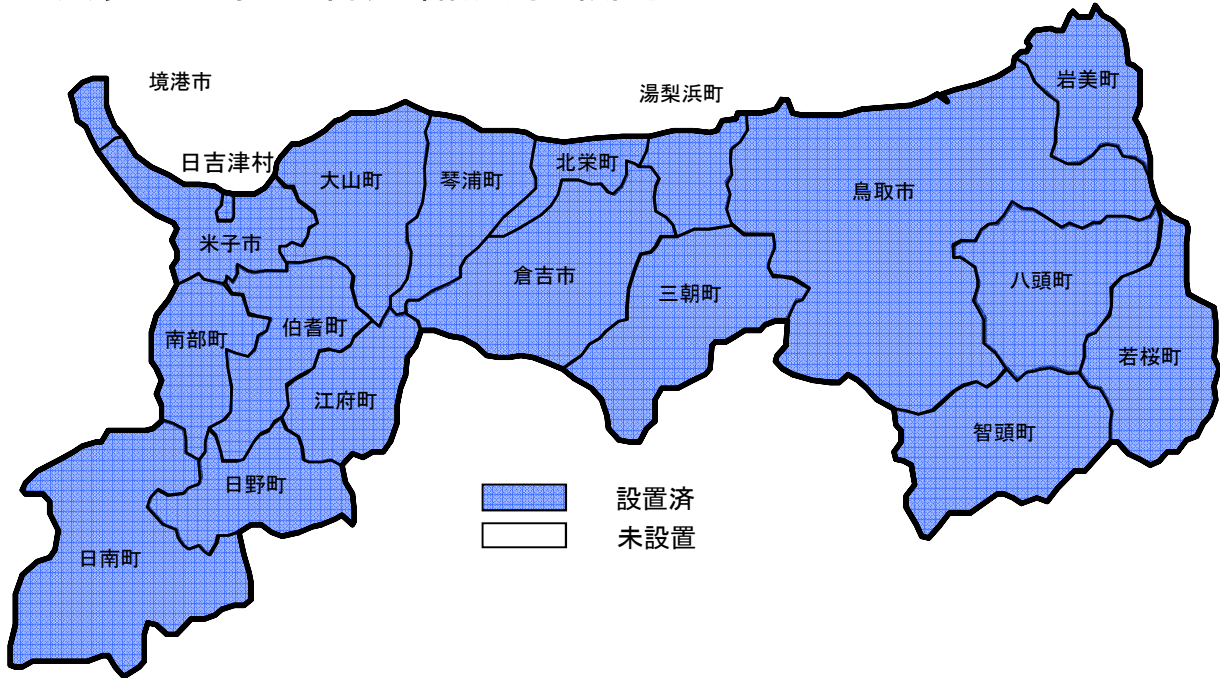 境港市
湯梨浜町
岩美町
日吉津村
大山町
琴浦町
北栄町
鳥取市
米子市
倉吉市
三朝町
八頭町
南部町
伯耆町
若桜町
江府町
智頭町
日野町
設置済
未設置
日南町